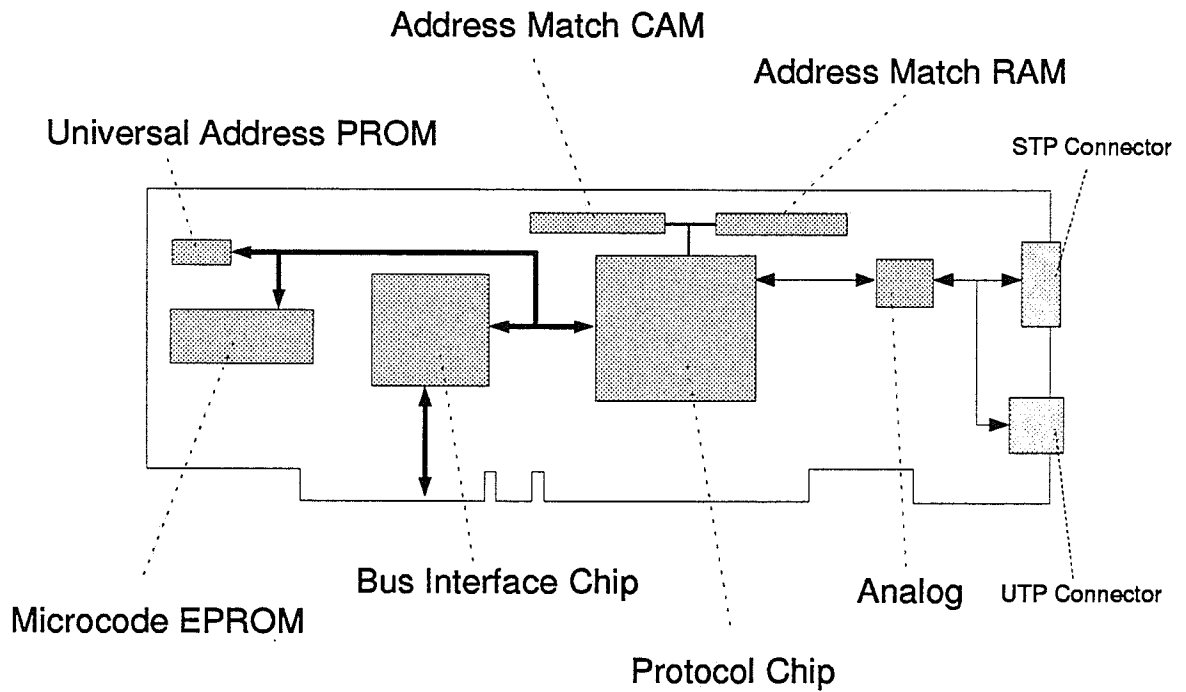 Address Match CAM
Address Match RAM
Universal Address PROM
STP Connector
Bus Interface Chip
Analog
UTP Connector
Microcode EPROM
Protocol Chip